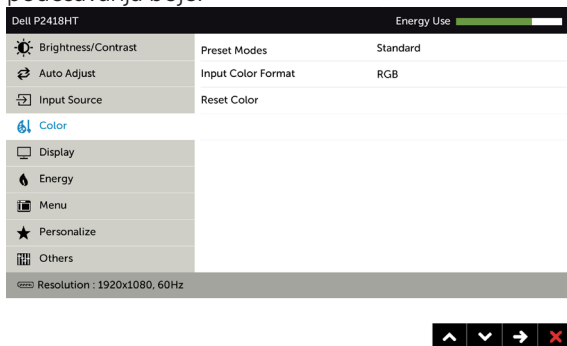 Dell P2418HT Energy Use
Brightness/Contrast Preset Modes Standard
Auto Adjust Input Color Format RGB
Input Source Reset Color
Color
Display
Energy
Menu
Personalize
Others
Resolution : 1920x1080, 60Hz